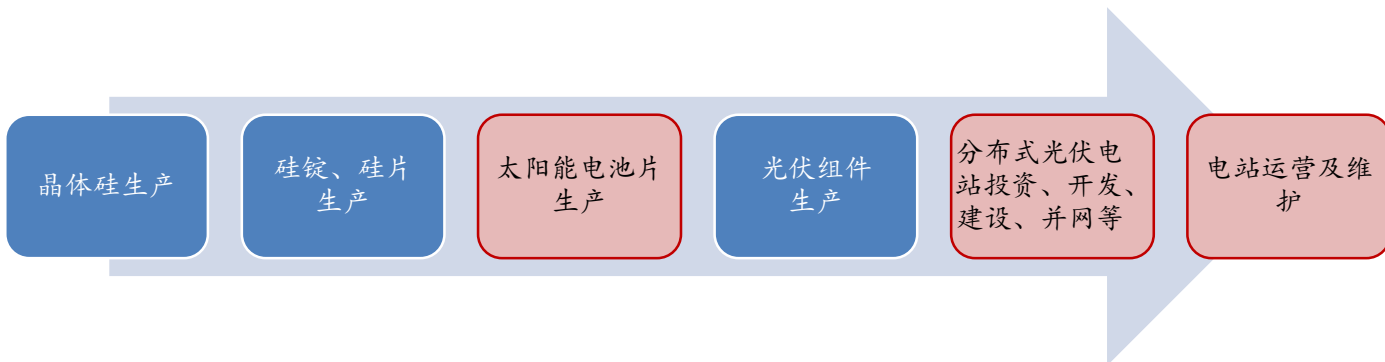 晶体硅生产
硅锭、硅片
生产
太阳能电池片
生产
光伏组件
生产
分布式光伏电
站投资、开发、
建设、并网等
电站运营及维
护